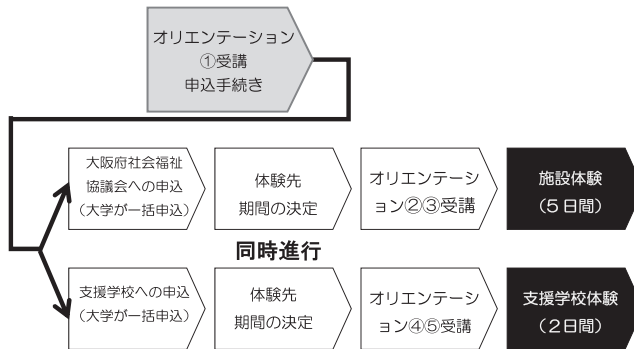 オリエンテーション
①受講
申込手続き
大阪府社会福祉
協議会への申込
（大学が一括申込）
体験先
期間の決定
オリエンテーシ
ョン②③受講
施設体験
（５日間）
同時進行
支援学校への申込
（大学が一括申込）
体験先
期間の決定
オリエンテーシ
ョン④⑤受講
支援学校体験
（２日間）